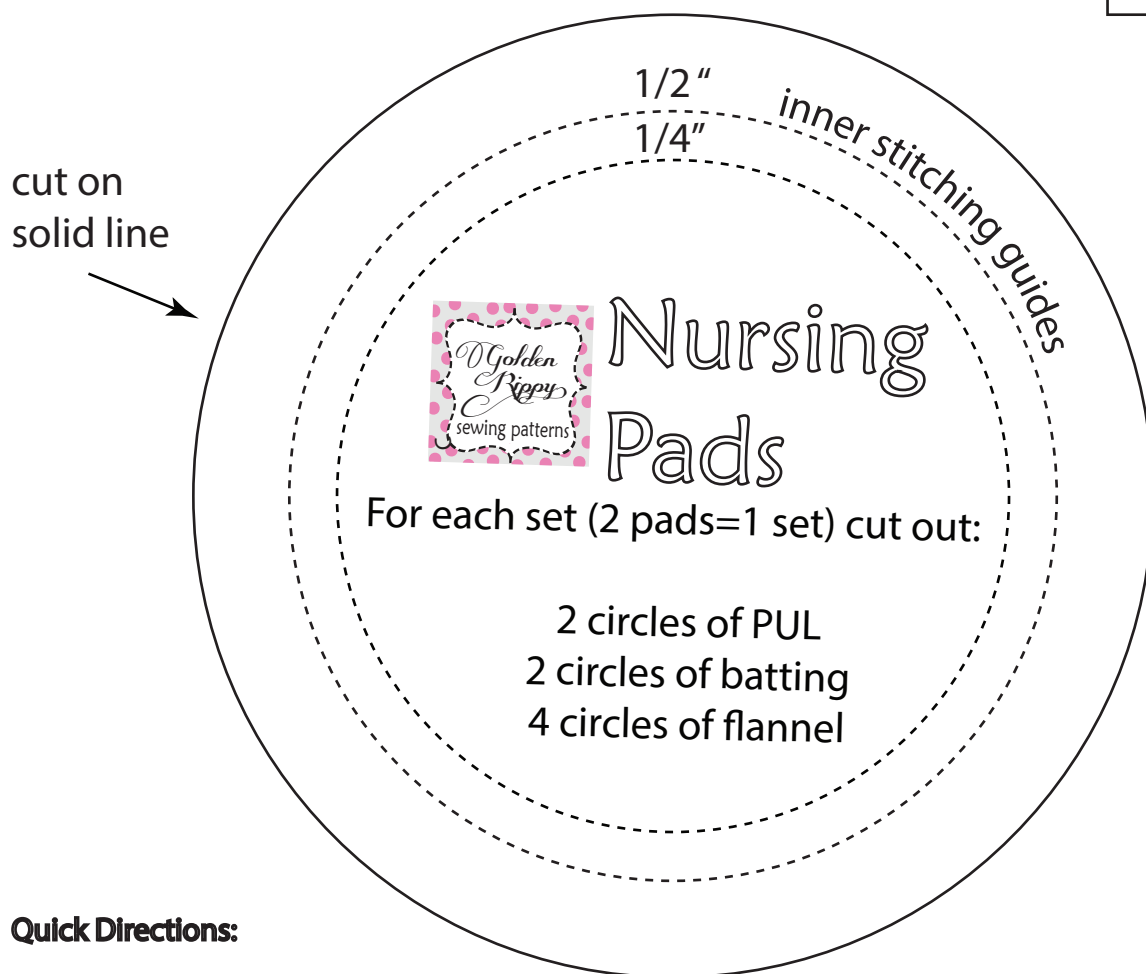 1/2 “
1/4”
inner stitching guides
cut on
solid line
Golden
Rippy
sewing patterns
Nursing
Pads
For each set (2 pads=1 set) cut out:
2 circles of PUL
2 circles of batting
4 circles of flannel
Quick Directions: